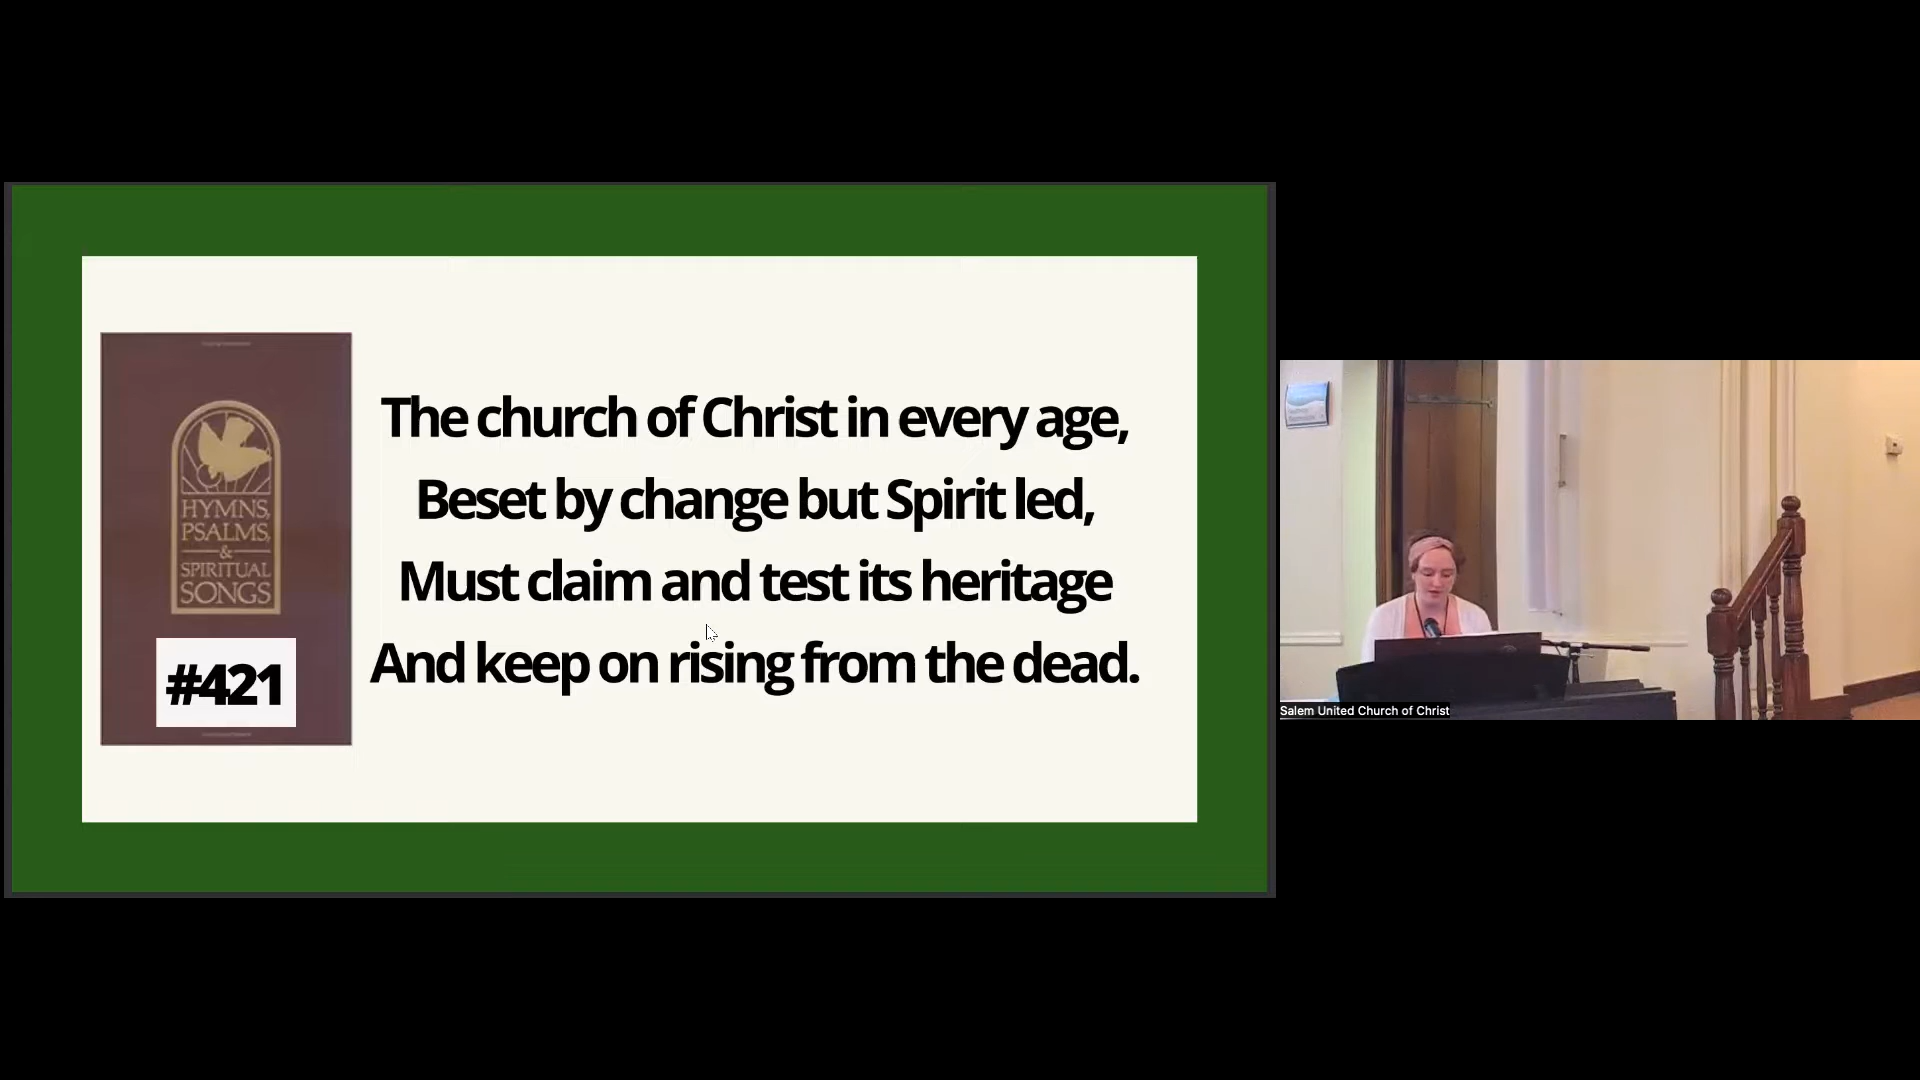 HYMNS,
PSALMS,
&
SPIRITUAL
SONGS
#421
The church of Christ in every age,
Beset by change but Spirit led,
Must claim and test its heritage
And keep on rising from the dead.
Salem United Church of Christ